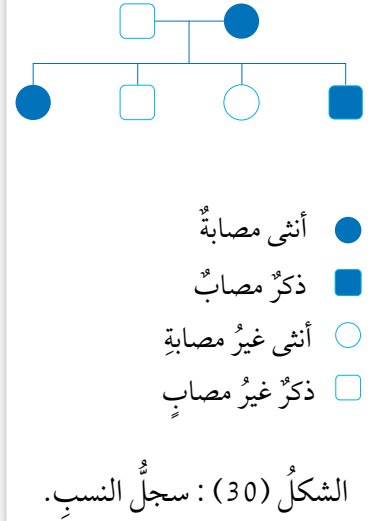 أنثى مصابةٌ
ذكرٌ مصابٌ
أنثى غيرُ مصابةِ
ذكرٌ غيرُ مصابٍ
الشكلُ (30) : سجلُّ النسبِ.